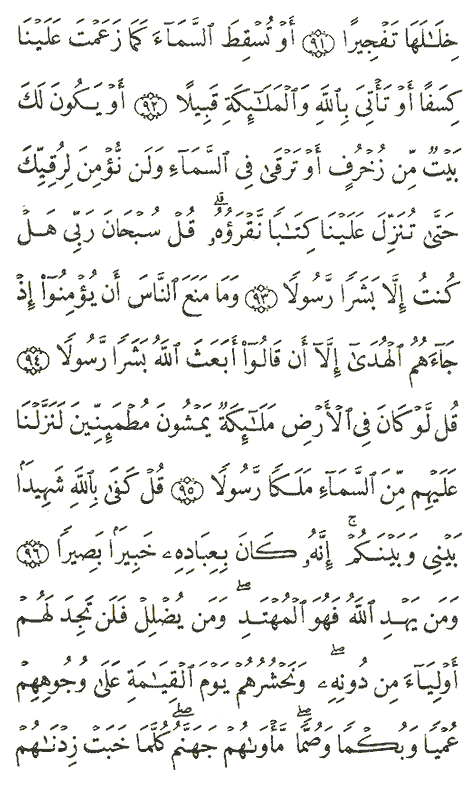 خِلَـٰلَهَا تَفْجِيرًا ٩١ أَوْ تُسْقِطَ ٱلسَّمَآءَ كَمَا زَعَمْتَ عَلَيْنَا
كِسَفًا أَوْ تَأْتِىَ بِٱللَّهِ وَٱلْمَلَـٰٓئِكَةِ قَبِيلًا ٩٢ أَوْ يَكُونَ لَكَ
بَيْتٌ مِّن زُخْرُفٍ أَوْ تَرْقَىٰ فِى ٱلسَّمَآءِ وَلَن نُّؤْمِنَ لِرُقِيِّكَ
حَتَّىٰ تُنَزِّلَ عَلَيْنَا كِتَـٰبًا نَّقْرَؤُهُۥ ۗ قُلْ سُبْحَانَ رَبِّى هَلْ
كُنتُ إِلَّا بَشَرًا رَّسُولًا ٩٣ وَمَا مَنَعَ ٱلنَّاسَ أَن يُؤْمِنُوٓا۟ إِذْ
جَآءَهُمُ ٱلْهُدَىٰٓ إِلَّآ أَن قَالُوٓا۟ أَبَعَثَ ٱللَّهُ بَشَرًا رَّسُولًا ٩٤
قُل لَّوْ كَانَ فِى ٱلْأَرْضِ مَلَـٰٓئِكَةٌ يَمْشُونَ مُطْمَئِنِّينَ لَنَزَّلْنَا
عَلَيْهِم مِّنَ ٱلسَّمَآءِ مَلَكًا رَّسُولًا ٩٥ قُلْ كَفَىٰ بِٱللَّهِ شَهِيدًۢا
بَيْنِى وَبَيْنَكُمْ ۚ إِنَّهُۥ كَانَ بِعِبَادِهِۦ خَبِيرًۢا بَصِيرًا ٩٦
وَمَن يَهْدِ ٱللَّهُ فَهُوَ ٱلْمُهْتَدِ ۖ وَمَن يُضْلِلْ فَلَن تَجِدَ لَهُمْ
أَوْلِيَآءَ مِن دُونِهِۦ ۖ وَنَحْشُرُهُمْ يَوْمَ ٱلْقِيَـٰمَةِ عَلَىٰ وُجُوهِهِمْ
عُمْيًا وَبُكْمًا وَصُمًّا ۖ مَّأْوَىٰهُمْ جَهَنَّمُ ۖ كُلَّمَا خَبَتْ زِدْنَـٰهُمْ